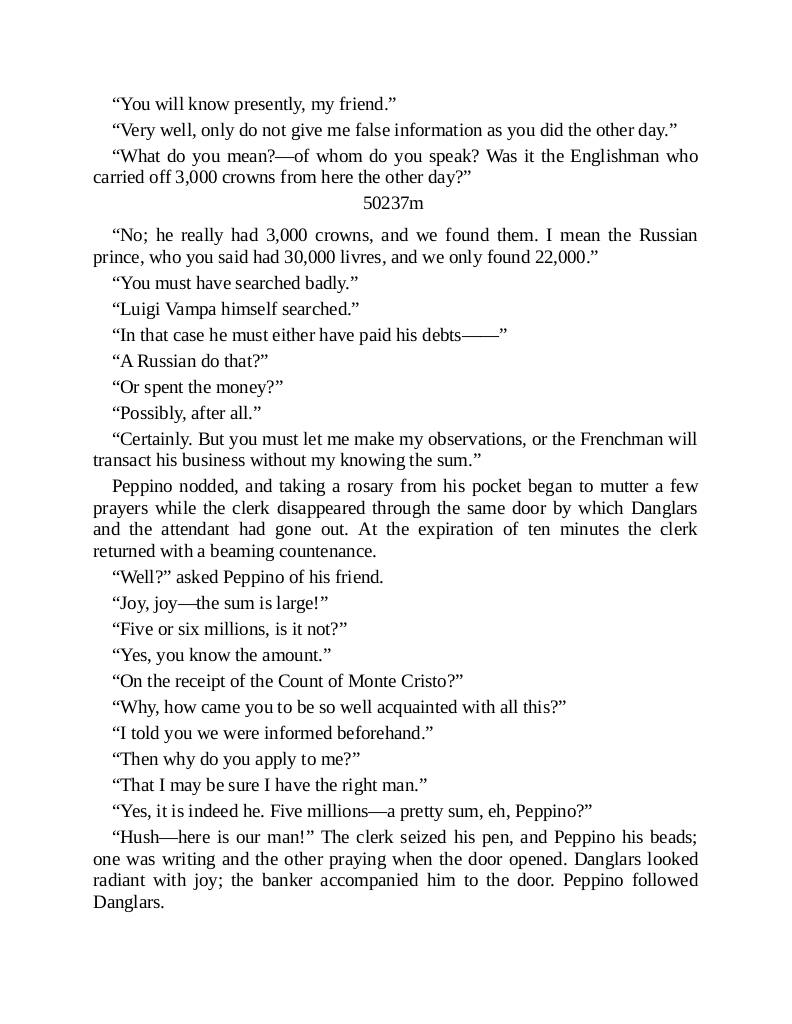 “You will know presently, my friend.”
“Very well, only do not give me false information as you did the other day.”
“What do you mean?—of whom do you speak? Was it the Englishman who
carried off 3,000 crowns from here the other day?”
50237m
“No; he really had 3,000 crowns, and we found them. I mean the Russian
prince, who you said had 30,000 livres, and we only found 22,000.”
“You must have searched badly.”
“Luigi Vampa himself searched.”
“In that case he must either have paid his debts——”
“A Russian do that?”
“Or spent the money?”
“Possibly, after all.”
“Certainly. But you must let me make my observations, or the Frenchman will
transact his business without my knowing the sum.”
Peppino nodded, and taking a rosary from his pocket began to mutter a few
prayers while the clerk disappeared through the same door by which Danglars
and the attendant had gone out. At the expiration of ten minutes the clerk
returned with a beaming countenance.
“Well?” asked Peppino of his friend.
“Joy, joy—the sum is large!”
“Five or six millions, is it not?”
“Yes, you know the amount.”
“On the receipt of the Count of Monte Cristo?”
“Why, how came you to be so well acquainted with all this?”
“I told you we were informed beforehand.”
“Then why do you apply to me?”
“That I may be sure I have the right man.”
“Yes, it is indeed he. Five millions—a pretty sum, eh, Peppino?”
“Hush—here is our man!” The clerk seized his pen, and Peppino his beads;
one was writing and the other praying when the door opened. Danglars looked
radiant with joy; the banker accompanied him to the door. Peppino followed
Danglars.